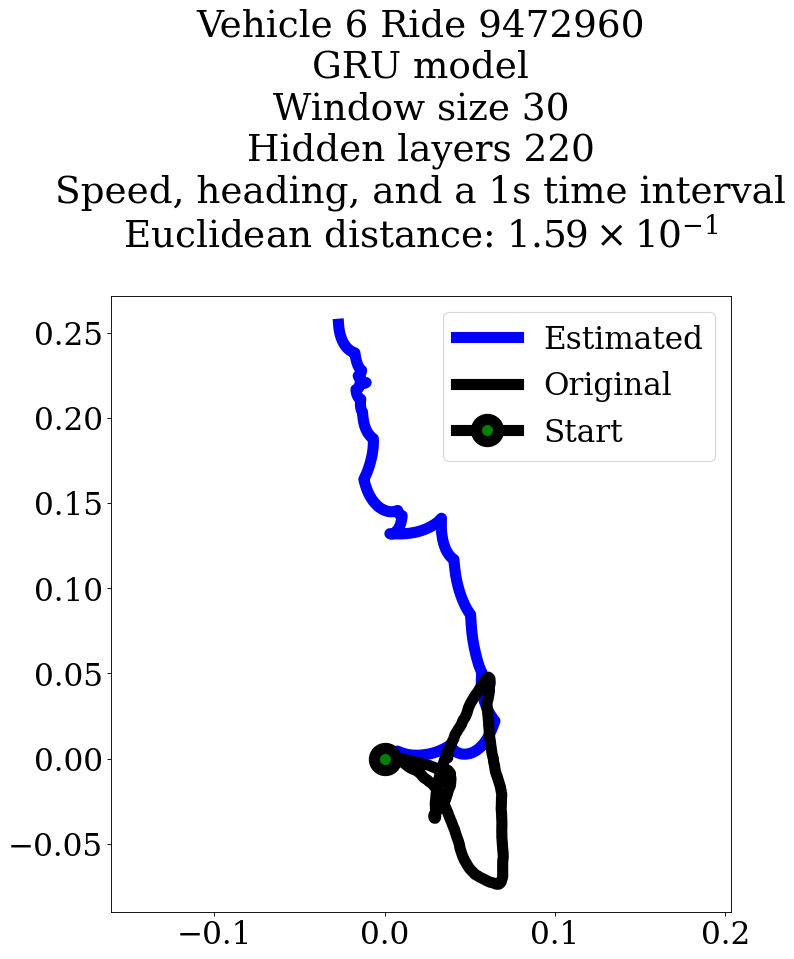 Vehicle 6 Ride 9472960
GRU model
Window size 30
Hidden layers 220
Speed, heading, and a 1s time interval
Euclidean distance: 1.59 × 10⁻¹
Estimated
Original
Start
0.25
0.20
0.15
0.10
0.05
0.00
−0.05
−0.1 0.0 0.1 0.2